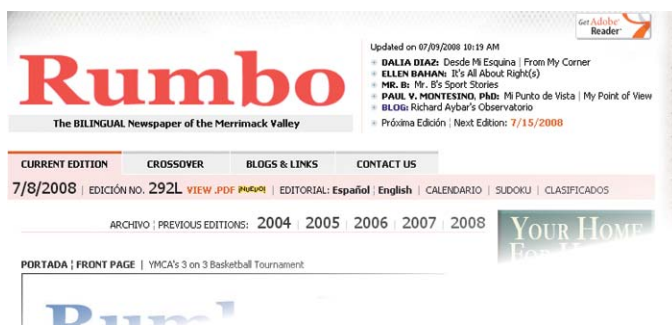 Get Adobe
Reader
Updated on 07/09/2008 10:19 AM
Rumbo
DALIA DIAZ: Desde Mi Esquina | From My Corner
ELLEN BAHAN: It's All About Right(s)
MR. B: Mr. B's Sport Stories
PAUL V. MONTESINO, PhD: Mi Punto de Vista | My Point of View
BLOG: Richard Aybar's Observatorio
The BILINGUAL Newspaper of the Merrimack Valley
Próxima Edición | Next Edition: 7/15/2008
CURRENT EDITION CROSSOVER BLOGS & LINKS CONTACT US
7/8/2008 | EDICIÓN NO. 292L VIEW .PDF ¡NUEVO! | EDITORIAL: Español | English | CALENDARIO | SUDOKU | CLASIFICADOS
ARCHIVO | PREVIOUS EDITIONS: 2004 | 2005 | 2006 | 2007 | 2008
YOUR HOME
PORTADA | FRONT PAGE | YMCA's 3 on 3 Basketball Tournament
Rumbo